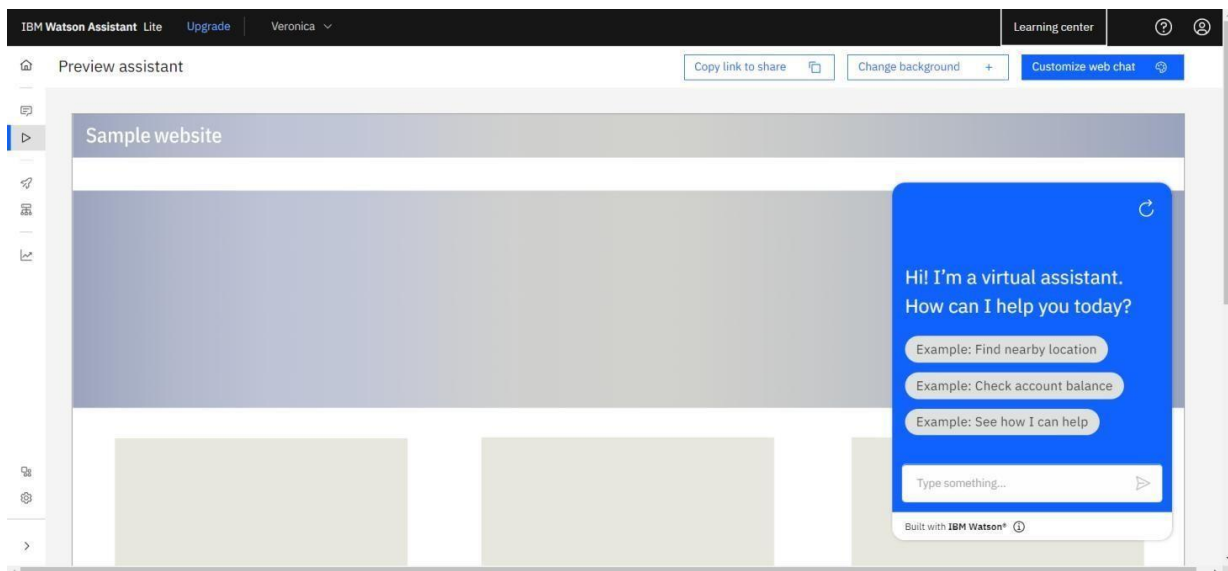 IBM Watson Assistant Lite Upgrade Veronica Learning center
Preview assistant Copy link to share Change background + Customize web chat
Sample website
Hi! I'm a virtual assistant.
How can I help you today?
Example: Find nearby location
Example: Check account balance
Example: See how I can help
Type something...
Built with IBM Watson®